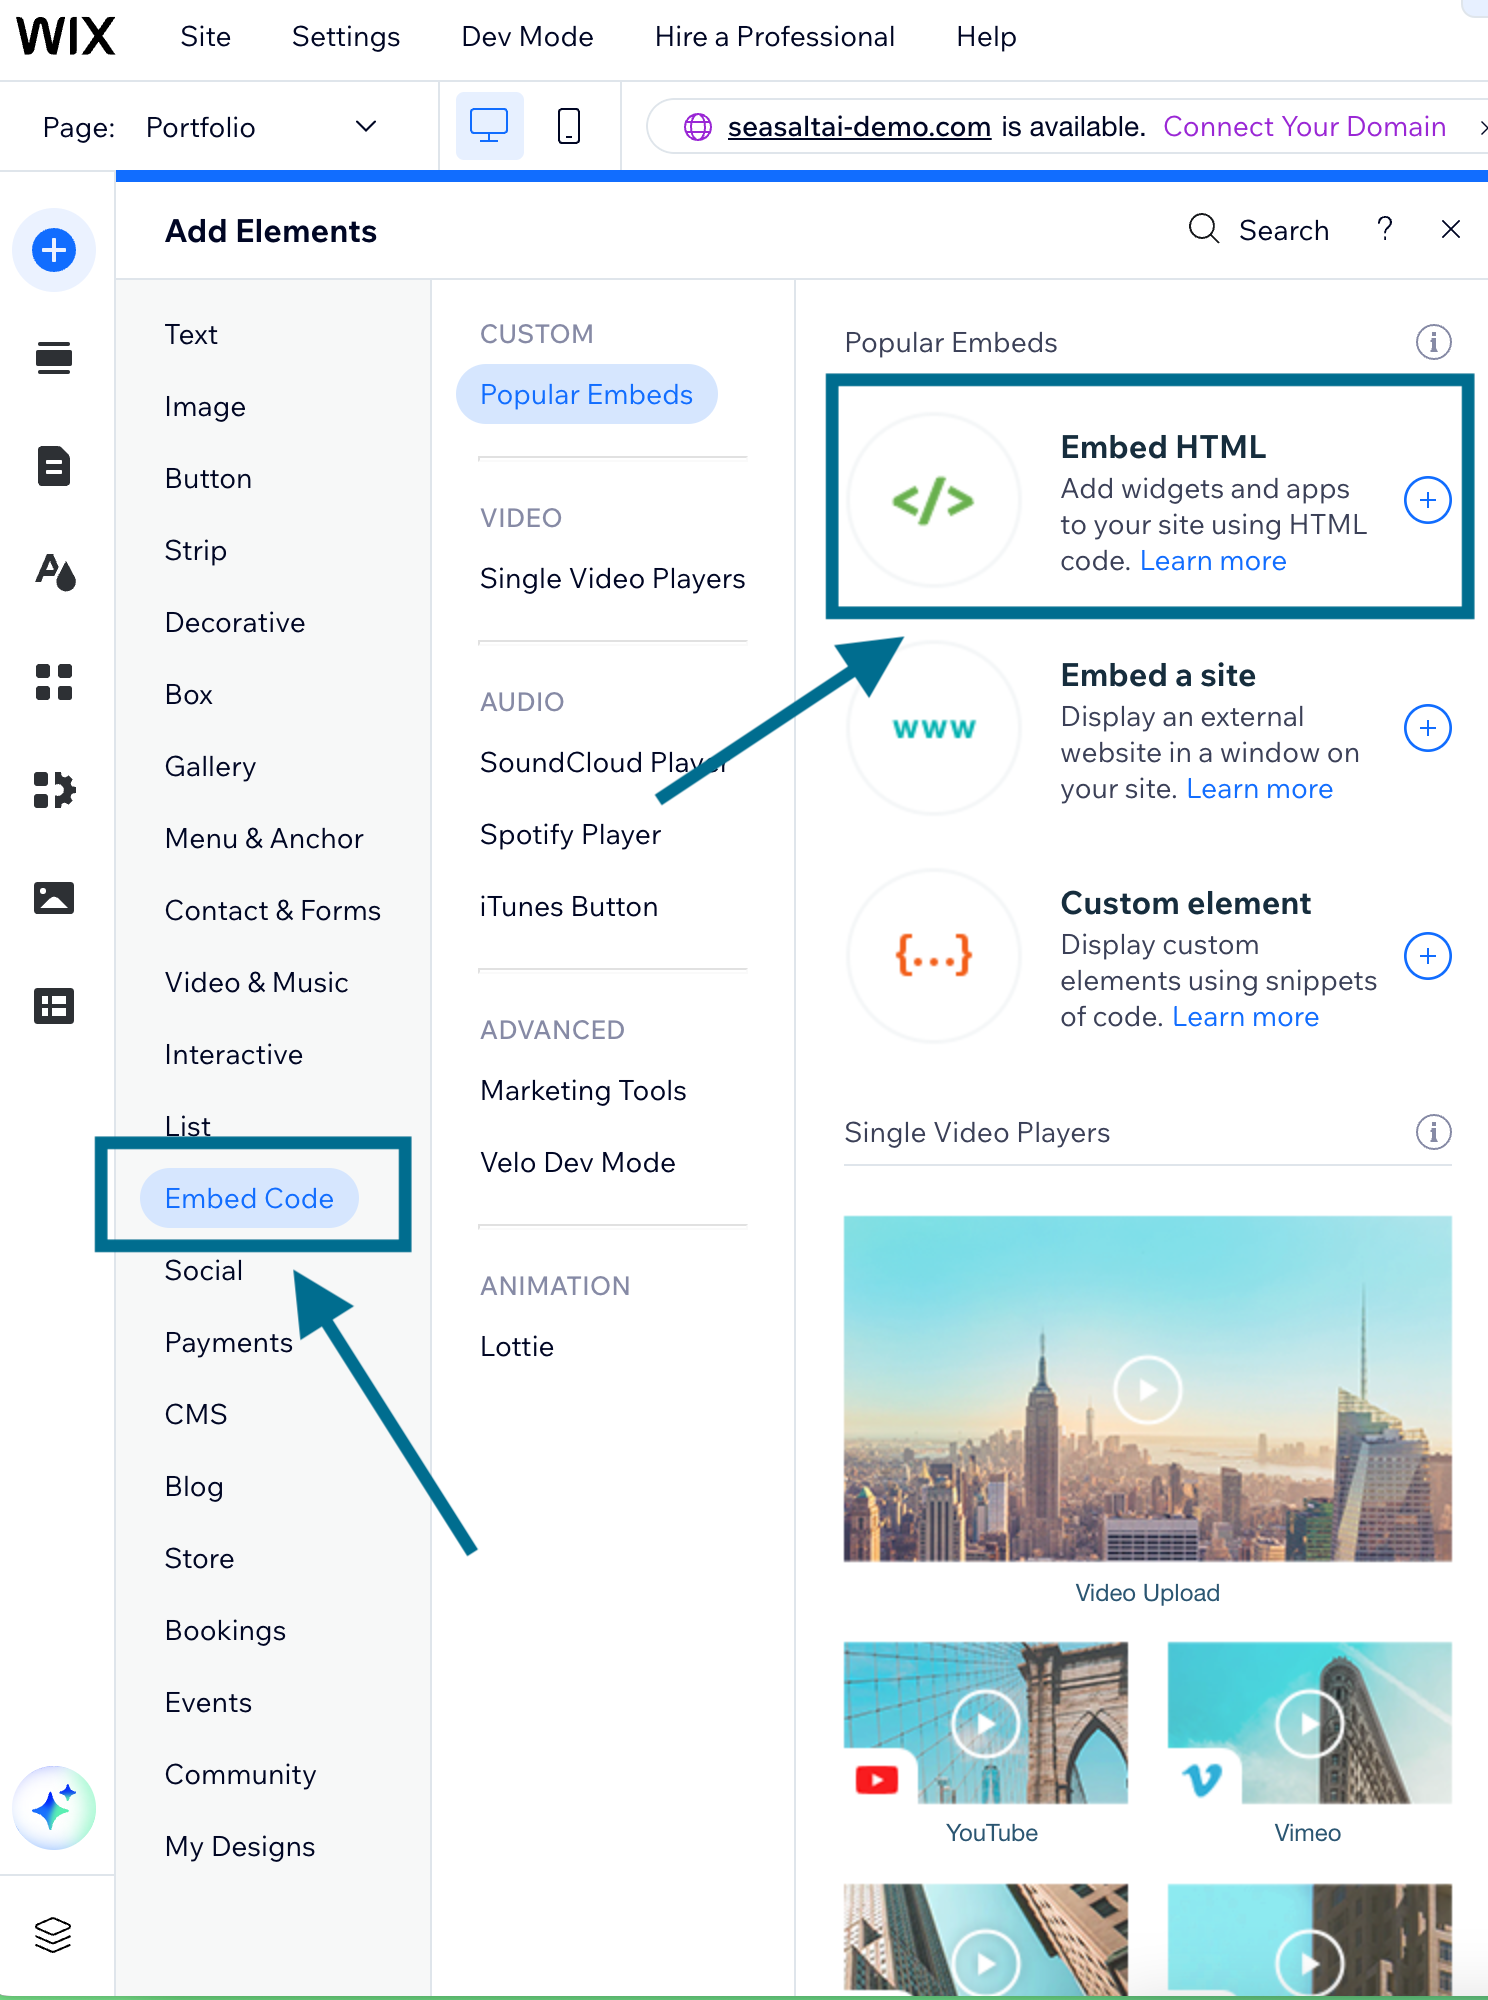 WIX
Site
Settings
Dev Mode
Hire a Professional
Help
Page:
Portfolio
seasaltai-demo.com is available. Connect Your Domain
Add Elements
Search
?
Text
Image
Button
Strip
Decorative
Box
Gallery
Menu & Anchor
Contact & Forms
Video & Music
Interactive
List
Embed Code
Social
Payments
CMS
Blog
Store
Bookings
Events
Community
My Designs
CUSTOM
Popular Embeds
VIDEO
Single Video Players
AUDIO
SoundCloud Player
Spotify Player
iTunes Button
ADVANCED
Marketing Tools
Velo Dev Mode
ANIMATION
Lottie
Popular Embeds
</>
Embed HTML
Add widgets and apps
to your site using HTML
code. Learn more
www
Embed a site
Display an external
website in a window on
your site. Learn more
{...}
Custom element
Display custom
elements using snippets
of code. Learn more
Single Video Players
Video Upload
YouTube
Vimeo